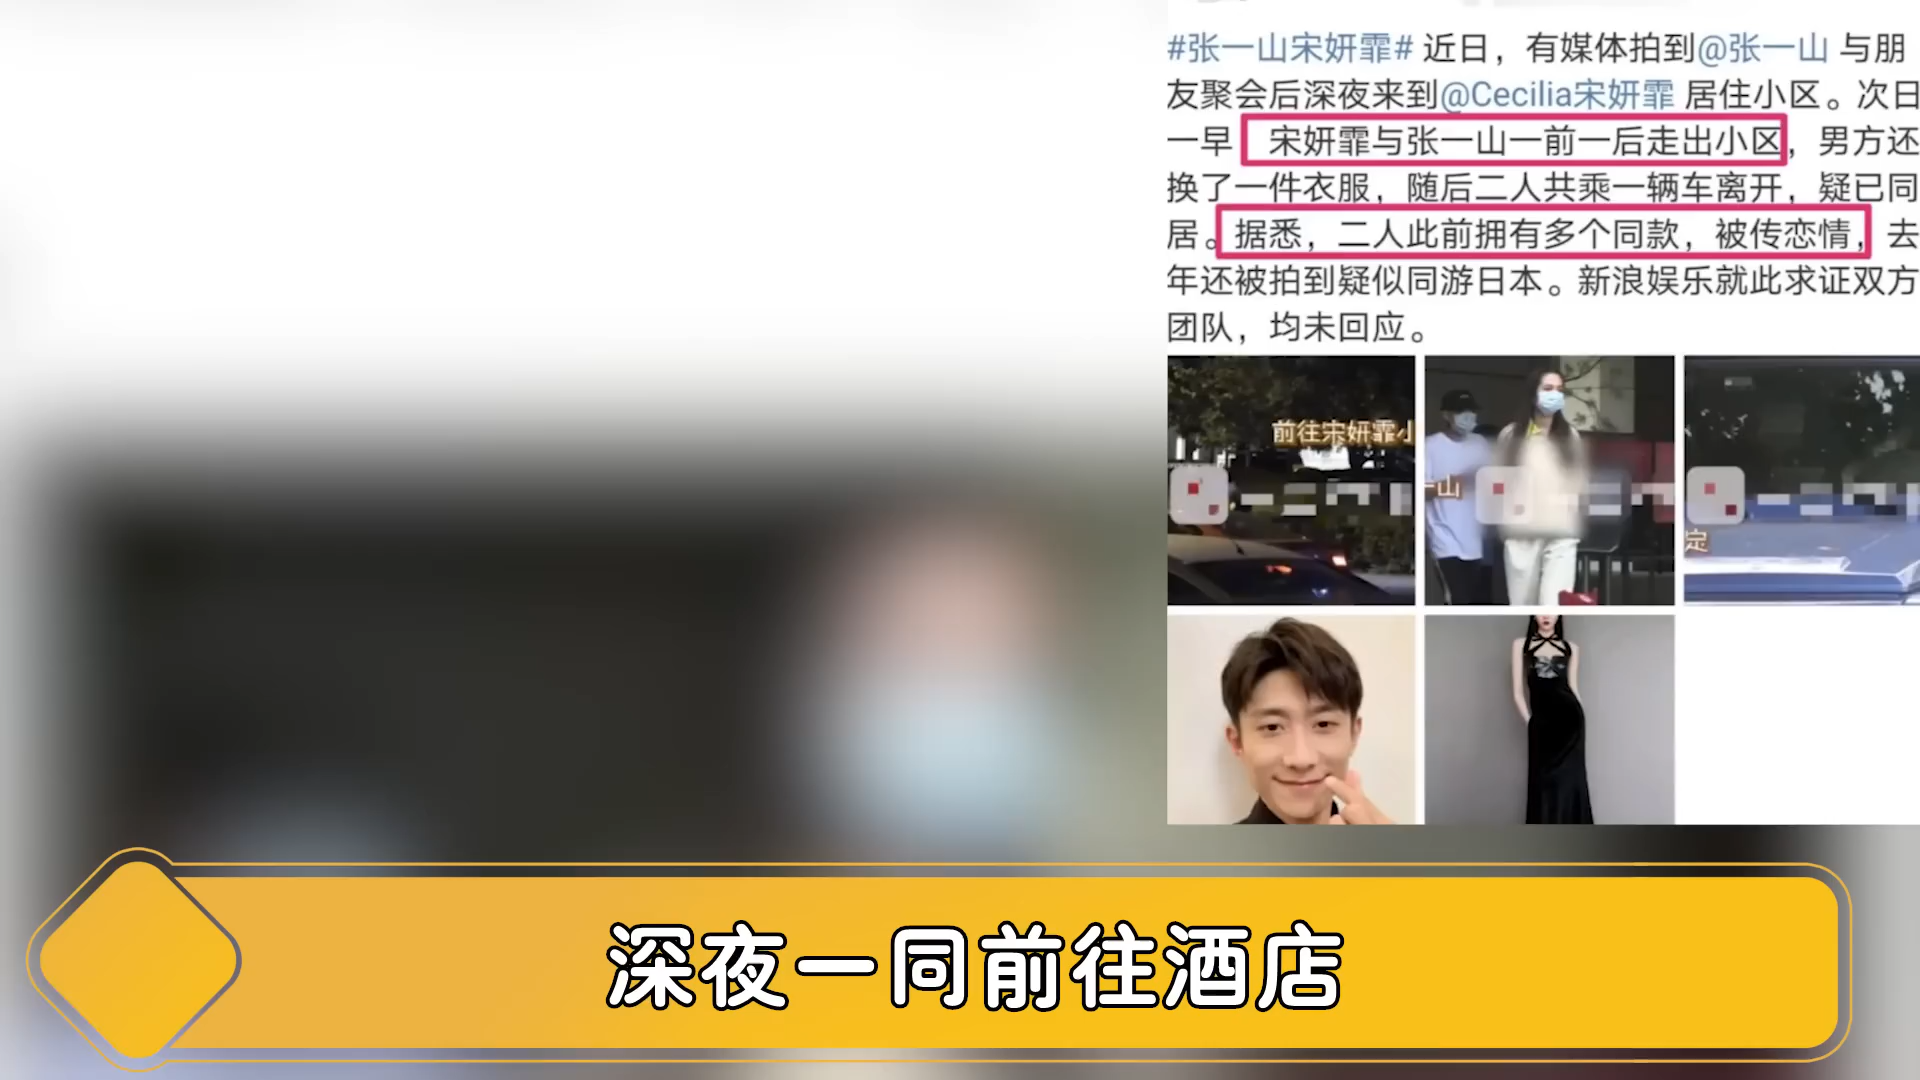 #张一山宋妍霏# 近日，有媒体拍到@张一山 与朋
友聚会后深夜来到@Cecilia宋妍霏 居住小区。次日
一早 宋妍霏与张一山一前一后走出小区，男方还
换了一件衣服，随后二人共乘一辆车离开，疑已同
居。据悉，二人此前拥有多个同款，被传恋情，去
年还被拍到疑似同游日本。新浪娱乐就此求证双方
团队，均未回应。
前往宋妍霏小
一山
定
深夜一同前往酒店